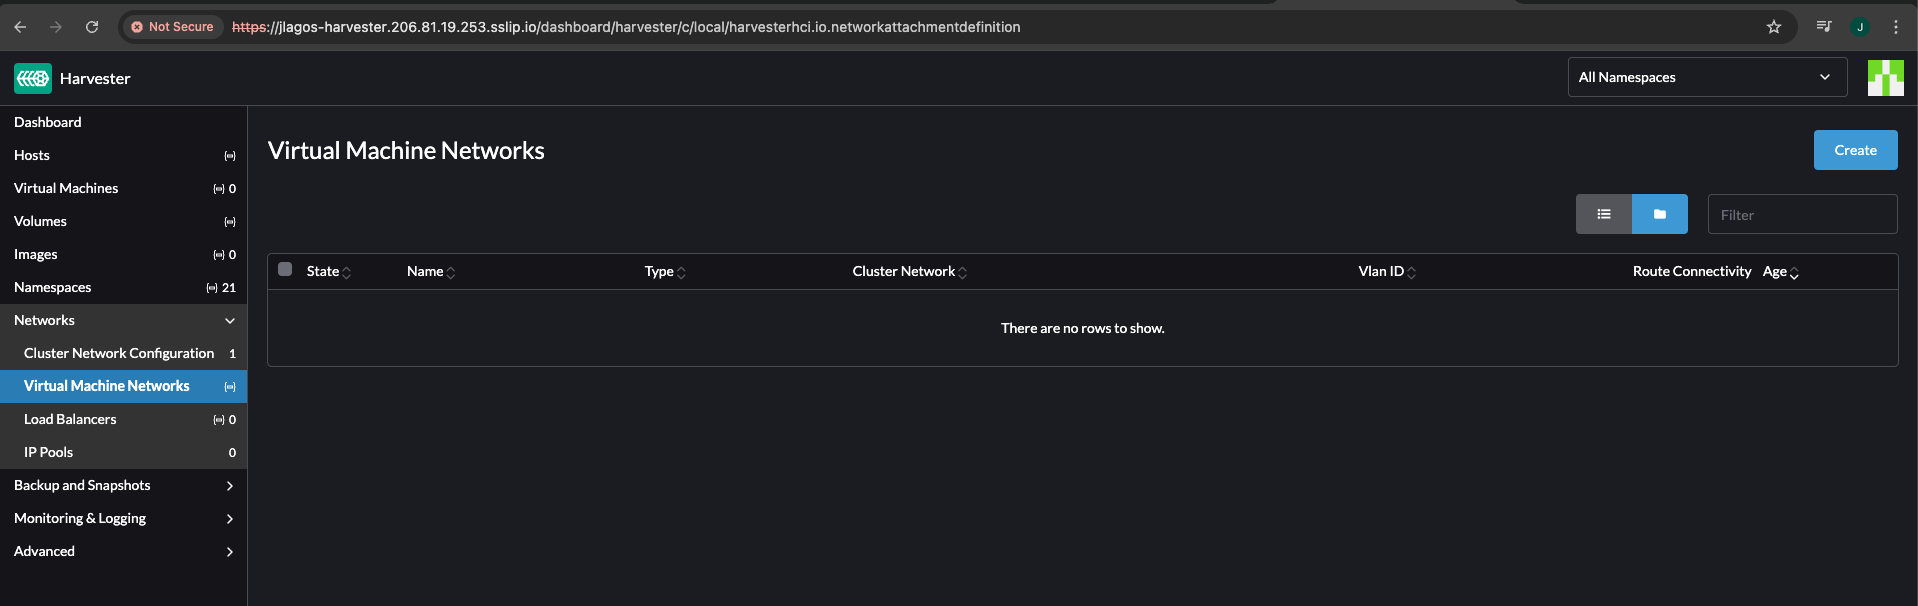 Not Secure https://jlagos-harvester.206.81.19.253.sslip.io/dashboard/harvester/c/local/harvesterhci.io.networkattachmentdefinition J
Harvester All Namespaces
Dashboard
Hosts
Virtual Machines 0
Volumes
Images 0
Namespaces 21
Networks
Cluster Network Configuration 1
Virtual Machine Networks
Load Balancers 0
IP Pools 0
Backup and Snapshots
Monitoring & Logging
Advanced
Virtual Machine Networks
Create
Filter
State Name Type Cluster Network Vlan ID Route Connectivity Age
There are no rows to show.